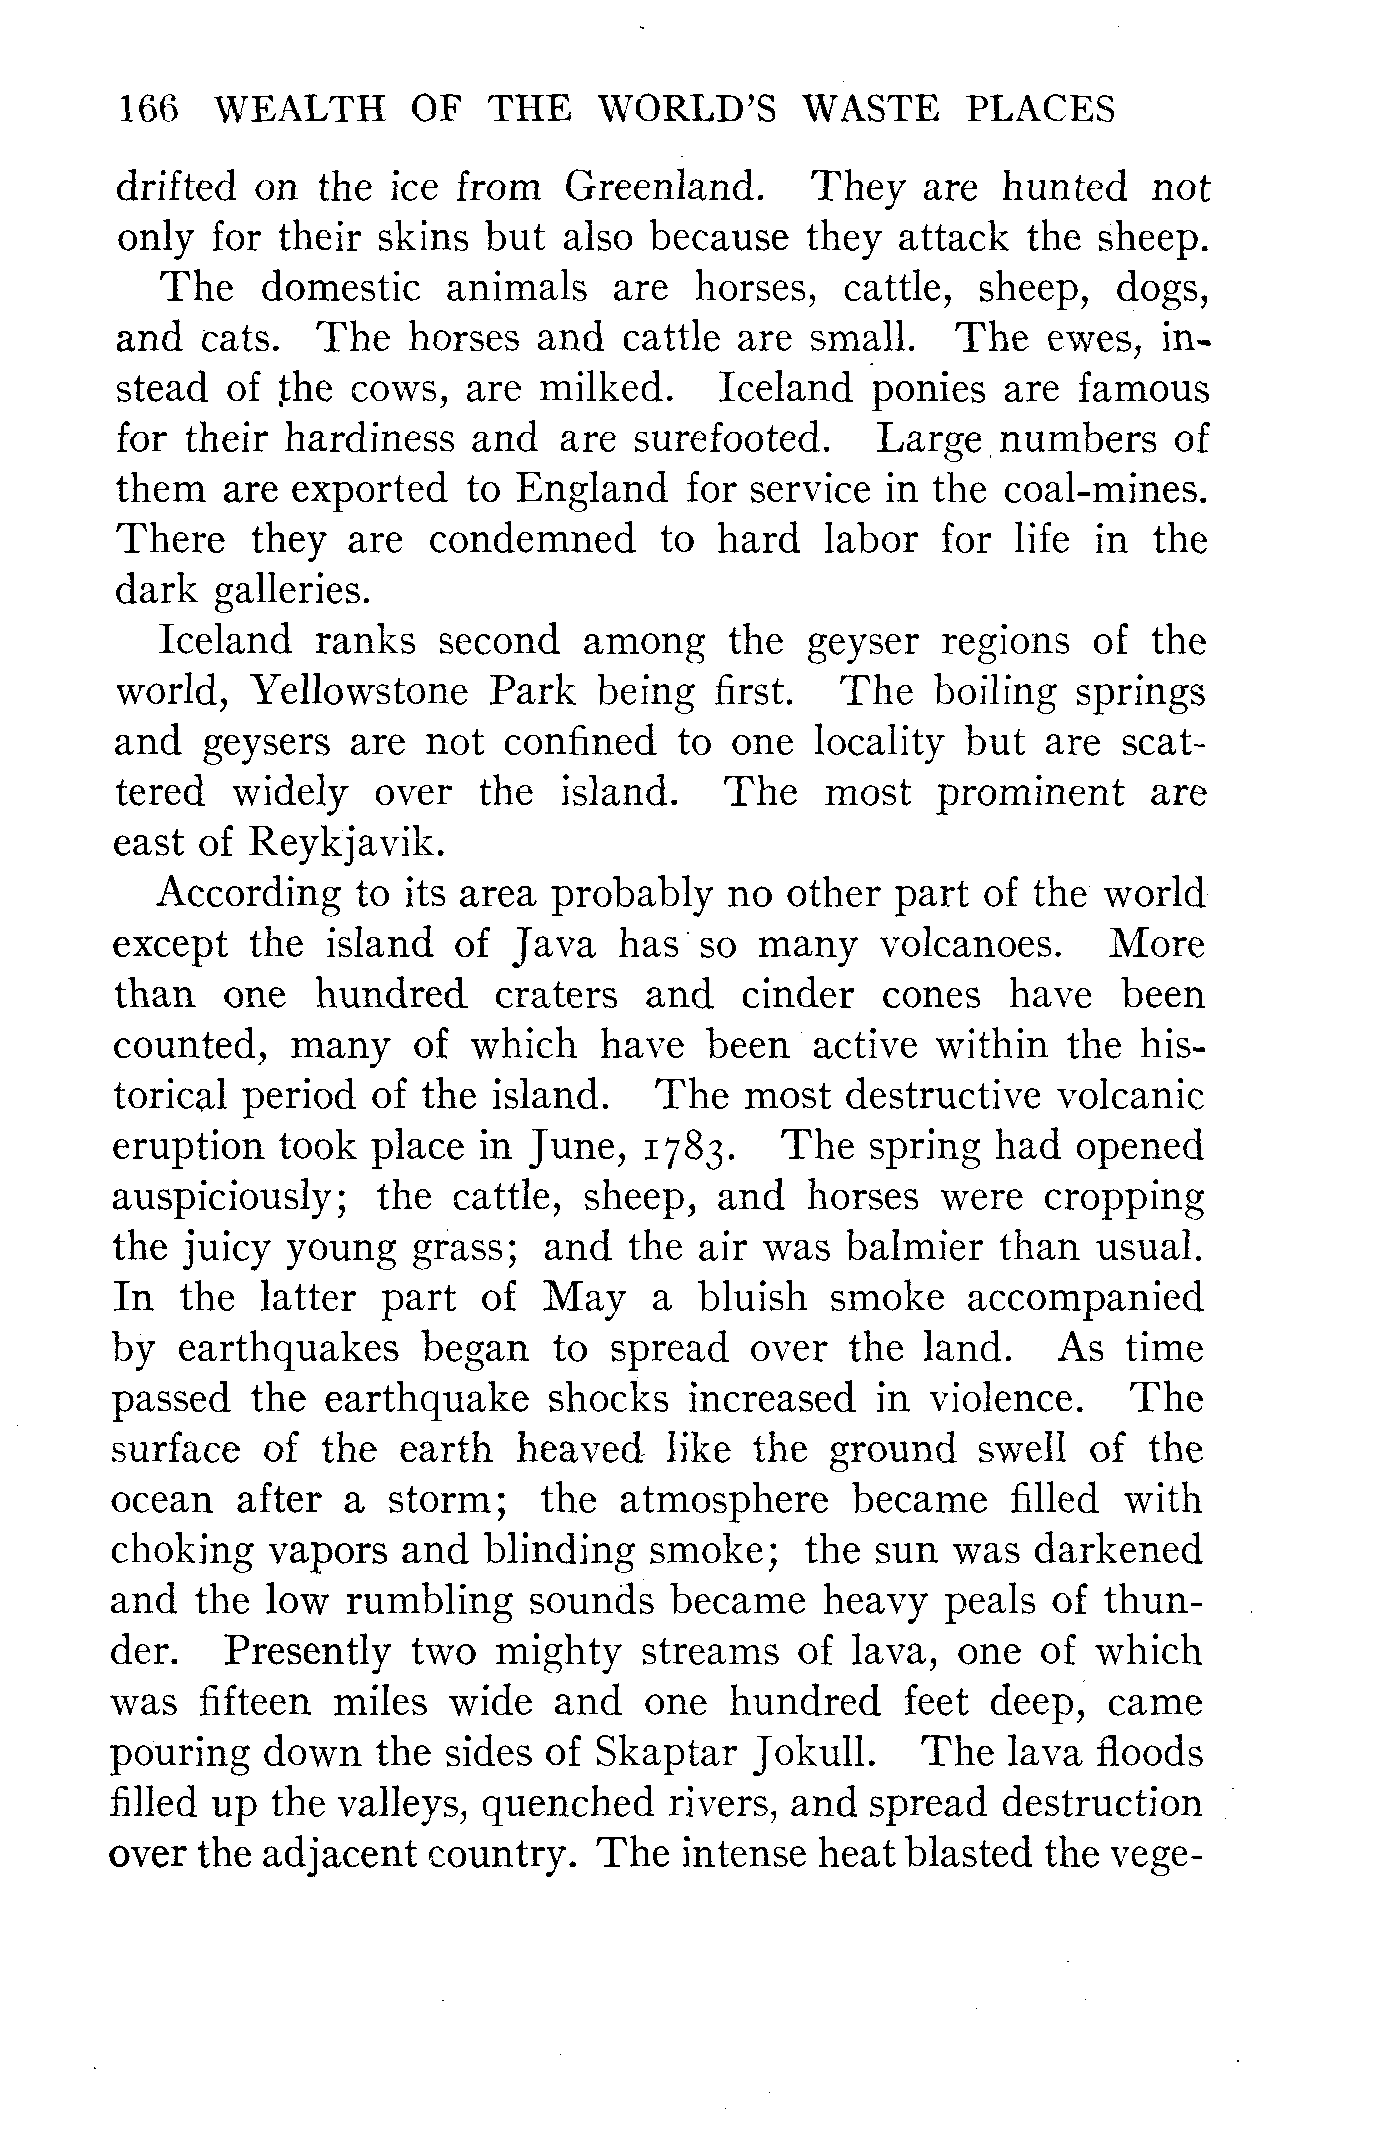 166 WEALTH OF THE WORLD'S WASTE PLACES
drifted on the ice from Greenland. They are hunted not
only for their skins but also because they attack the sheep.
The domestic animals are horses, cattle, sheep, dogs,
and cats. The horses and cattle are small. The ewes, in-
stead of the cows, are milked. Iceland ponies are famous
for their hardiness and are surefooted. Large numbers of
them are exported to England for service in the coal-mines.
There they are condemned to hard labor for life in the
dark galleries.
Iceland ranks second among the geyser regions of the
world, Yellowstone Park being first. The boiling springs
and geysers are not confined to one locality but are scat-
tered widely over the island. The most prominent are
east of Reykjavik.
According to its area probably no other part of the world
except the island of Java has so many volcanoes. More
than one hundred craters and cinder cones have been
counted, many of which have been active within the his-
torical period of the island. The most destructive volcanic
eruption took place in June, 1783. The spring had opened
auspiciously; the cattle, sheep, and horses were cropping
the juicy young grass; and the air was balmier than usual.
In the latter part of May a bluish smoke accompanied
by earthquakes began to spread over the land. As time
passed the earthquake shocks increased in violence. The
surface of the earth heaved like the ground swell of the
ocean after a storm; the atmosphere became filled with
choking vapors and blinding smoke; the sun was darkened
and the low rumbling sounds became heavy peals of thun-
der. Presently two mighty streams of lava, one of which
was fifteen miles wide and one hundred feet deep, came
pouring down the sides of Skaptar Jokull. The lava floods
filled up the valleys, quenched rivers, and spread destruction
over the adjacent country. The intense heat blasted the vege-